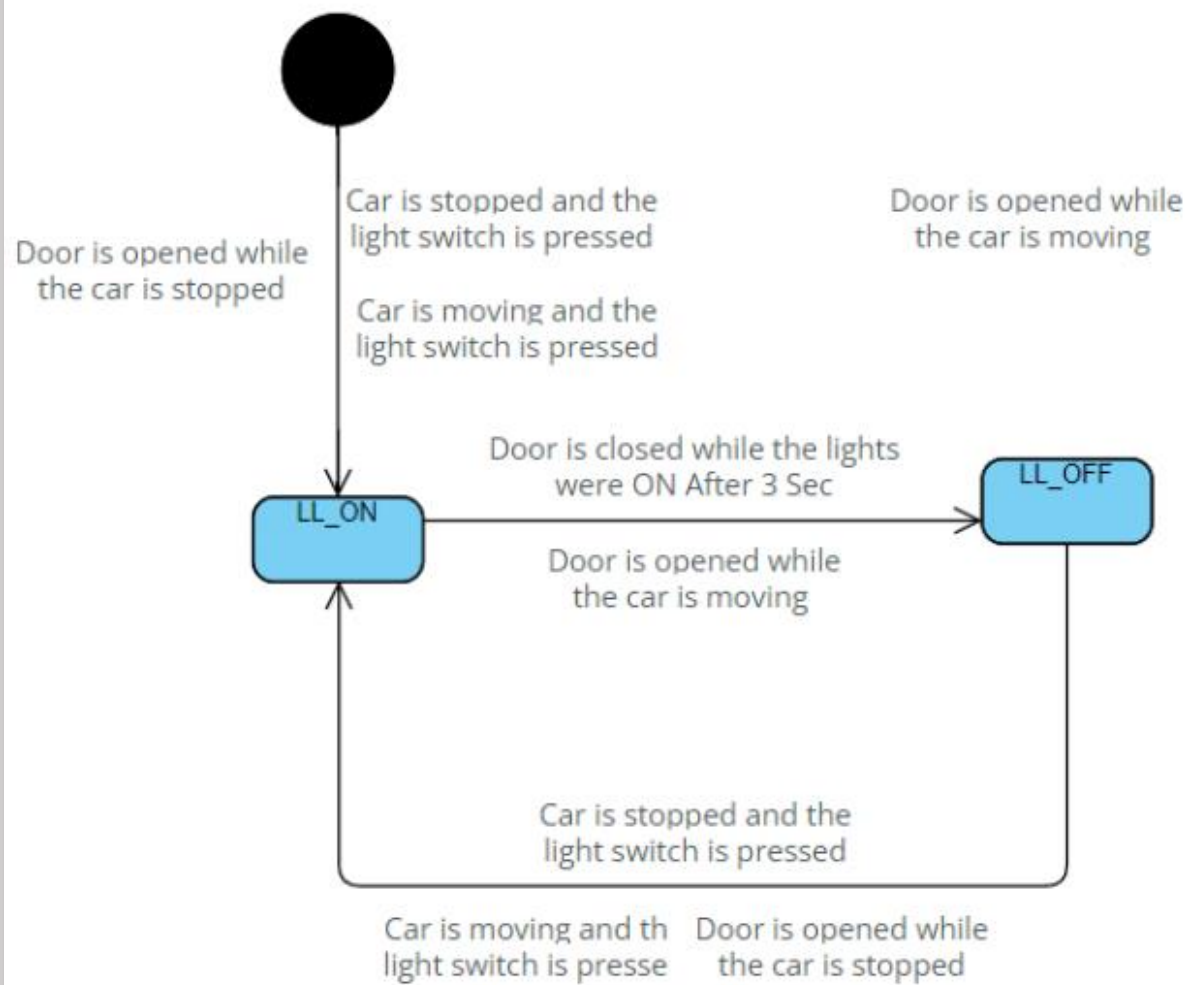 Car is stopped and the
light switch is pressed
Door is opened while
the car is moving
Door is opened while
the car is stopped
Car is moving and the
light switch is pressed
Door is closed while the lights
were ON After 3 Sec
LL_ON
LL_OFF
Door is opened while
the car is moving
Car is stopped and the
light switch is pressed
Car is moving and th
light switch is presse
Door is opened while
the car is stopped